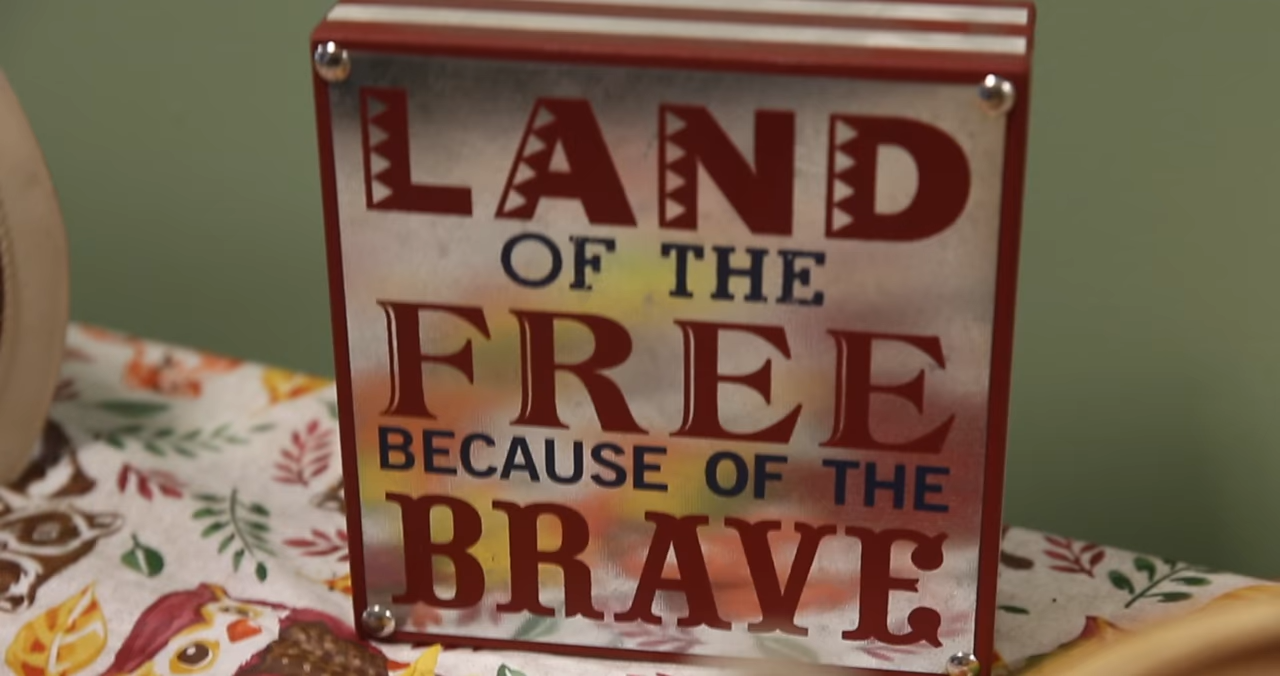 LAND
OF THE
FREE
BECAUSE OF THE
BRAVE